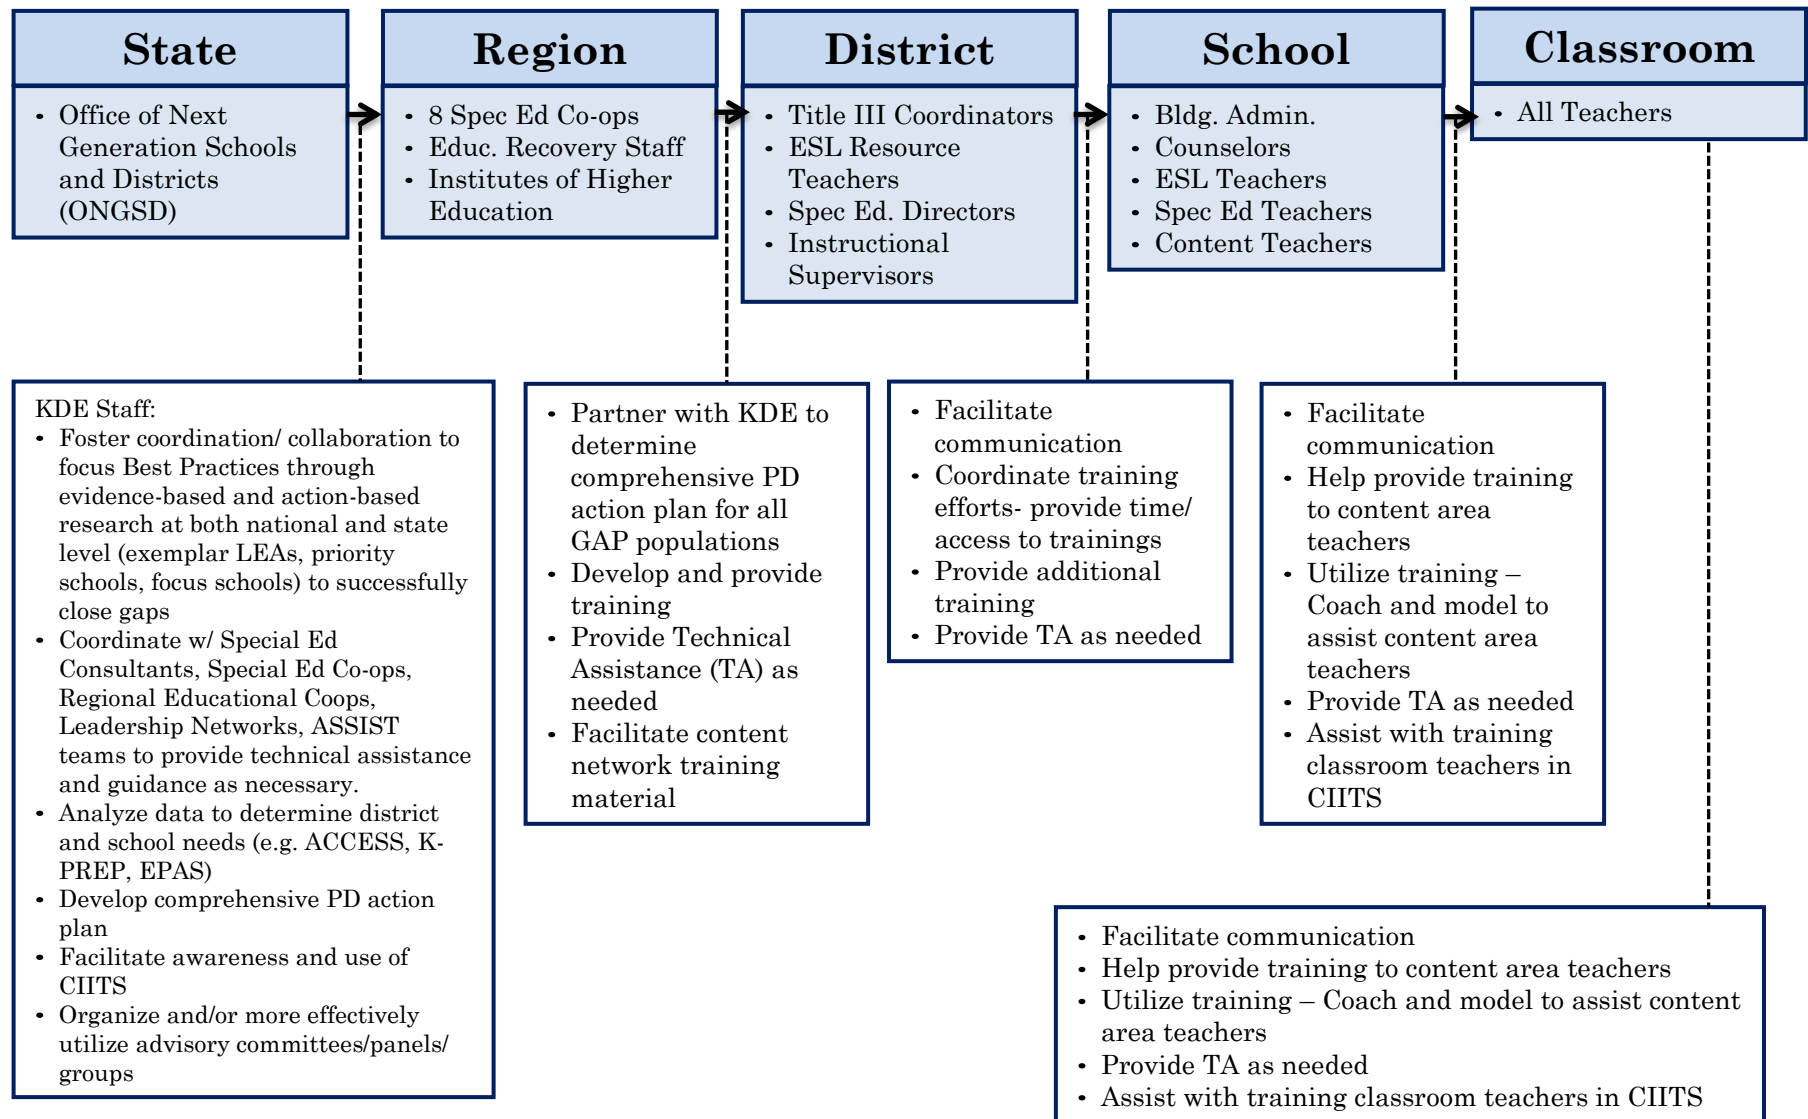 State
• Office of Next
Generation Schools
and Districts
(ONGSD)
Region
• 8 Spec Ed Co-ops
• Educ. Recovery Staff
• Institutes of Higher
Education
District
• Title III Coordinators
• ESL Resource
Teachers
• Spec Ed. Directors
• Instructional
Supervisors
School
• Bldg. Admin.
• Counselors
• ESL Teachers
• Spec Ed Teachers
• Content Teachers
Classroom
• All Teachers
KDE Staff:
• Foster coordination/ collaboration to
focus Best Practices through
evidence-based and action-based
research at both national and state
level (exemplar LEAs, priority
schools, focus schools) to successfully
close gaps
• Coordinate w/ Special Ed
Consultants, Special Ed Co-ops,
Regional Educational Coops,
Leadership Networks, ASSIST
teams to provide technical assistance
and guidance as necessary.
• Analyze data to determine district
and school needs (e.g. ACCESS, K-
PREP, EPAS)
• Develop comprehensive PD action
plan
• Facilitate awareness and use of
CIITS
• Organize and/or more effectively
utilize advisory committees/panels/
groups
• Partner with KDE to
determine
comprehensive PD
action plan for all
GAP populations
• Develop and provide
training
• Provide Technical
Assistance (TA) as
needed
• Facilitate content
network training
material
• Facilitate
communication
• Coordinate training
efforts- provide time/
access to trainings
• Provide additional
training
• Provide TA as needed
• Facilitate
communication
• Help provide training
to content area
teachers
• Utilize training –
Coach and model to
assist content area
teachers
• Provide TA as needed
• Assist with training
classroom teachers in
CIITS
• Facilitate communication
• Help provide training to content area teachers
• Utilize training – Coach and model to assist content
area teachers
• Provide TA as needed
• Assist with training classroom teachers in CIITS